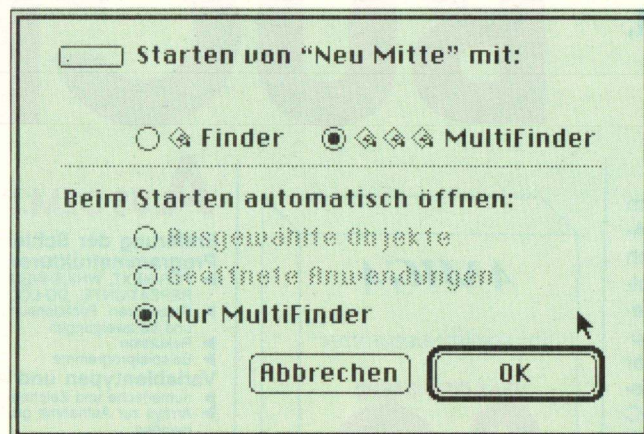 Starten von “Neu Mitte” mit:
Finder MultiFinder
Beim Starten automatisch öffnen:
Ausgewählte Objekte
Geöffnete Anwendungen
Nur MultiFinder
Abbrechen OK